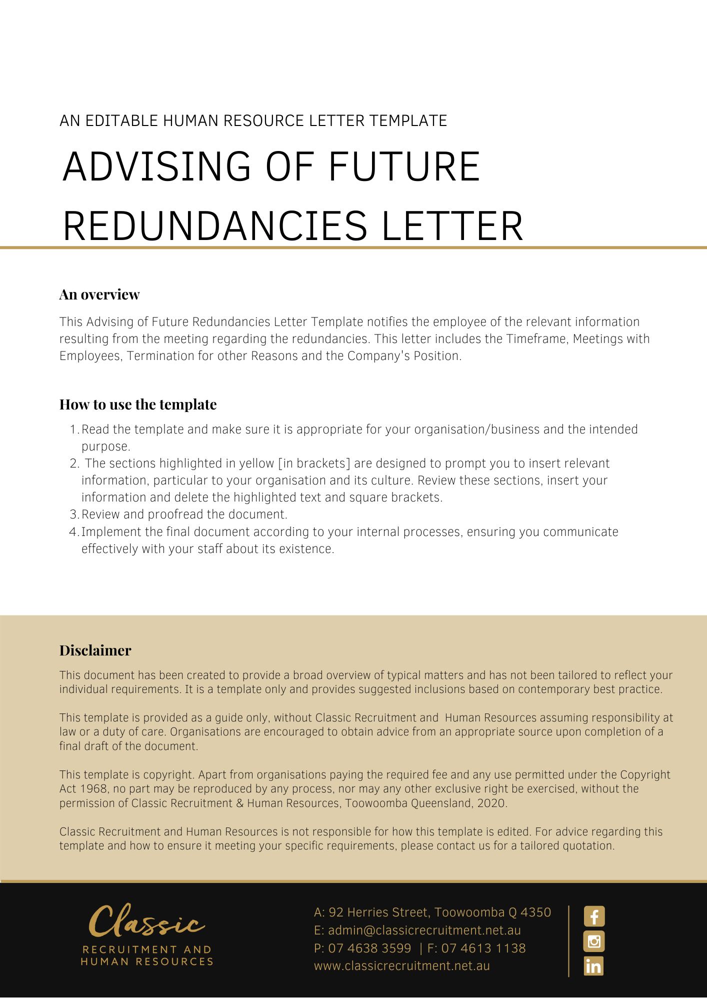 AN EDITABLE HUMAN RESOURCE LETTER TEMPLATE
ADVISING OF FUTURE
REDUNDANCIES LETTER
An overview
This Advising of Future Redundancies Letter Template notifies the employee of the relevant information
resulting from the meeting regarding the redundancies. This letter includes the Timeframe, Meetings with
Employees, Termination for other Reasons and the Company's Position.
How to use the template
1. Read the template and make sure it is appropriate for your organisation/business and the intended
purpose.
2. The sections highlighted in yellow [in brackets] are designed to prompt you to insert relevant
information, particular to your organisation and its culture. Review these sections, insert your
information and delete the highlighted text and square brackets.
3. Review and proofread the document.
4. Implement the final document according to your internal processes, ensuring you communicate
effectively with your staff about its existence.
Disclaimer
This document has been created to provide a broad overview of typical matters and has not been tailored to reflect your
individual requirements. It is a template only and provides suggested inclusions based on contemporary best practice.
This template is provided as a guide only, without Classic Recruitment and Human Resources assuming responsibility at
law or a duty of care. Organisations are encouraged to obtain advice from an appropriate source upon completion of a
final draft of the document.
This template is copyright. Apart from organisations paying the required fee and any use permitted under the Copyright
Act 1968, no part may be reproduced by any process, nor may any other exclusive right be exercised, without the
permission of Classic Recruitment & Human Resources, Toowoomba Queensland, 2020.
Classic Recruitment and Human Resources is not responsible for how this template is edited. For advice regarding this
template and how to ensure it meeting your specific requirements, please contact us for a tailored quotation.
Classic
RECRUITMENT AND
HUMAN RESOURCES
A: 92 Herries Street, Toowoomba Q 4350
E: admin@classicrecruitment.net.au
P: 07 4638 3599 | F: 07 4613 1138
www.classicrecruitment.net.au